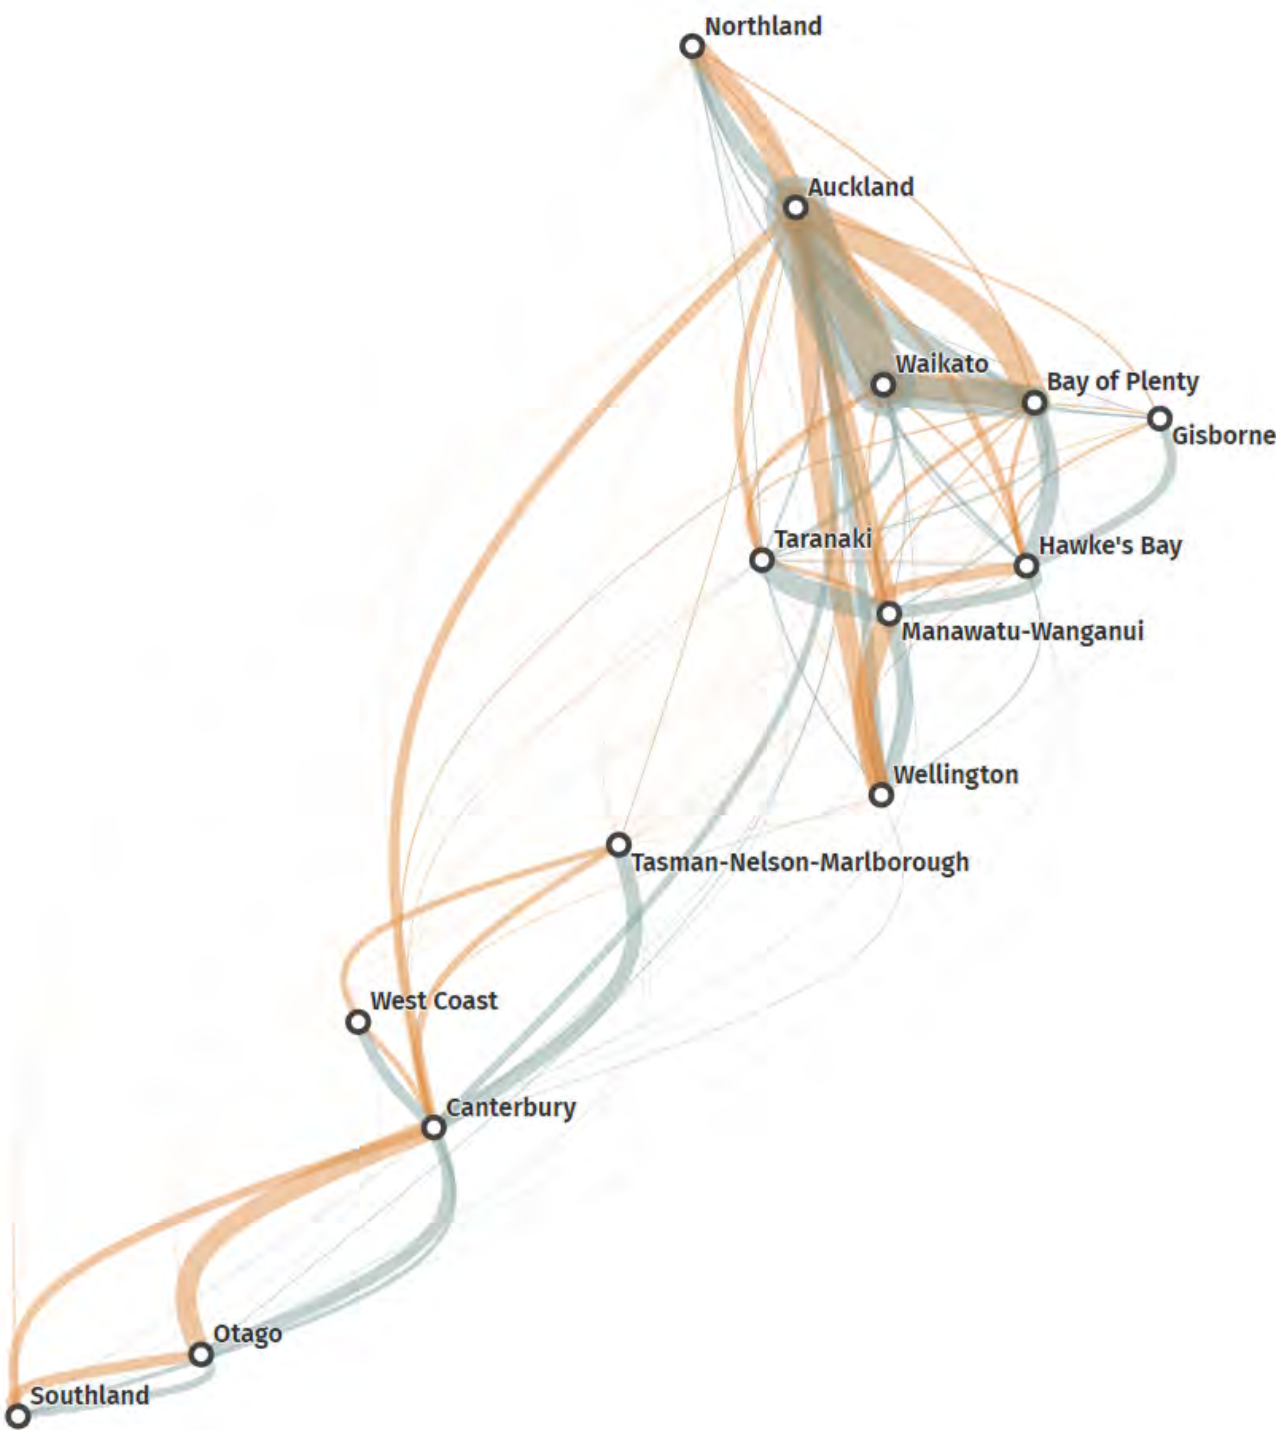 Northland
Auckland
Waikato
Bay of Plenty
Gisborne
Taranaki
Hawke's Bay
Manawatu-Wanganui
Wellington
Tasman-Nelson-Marlborough
West Coast
Canterbury
Otago
Southland